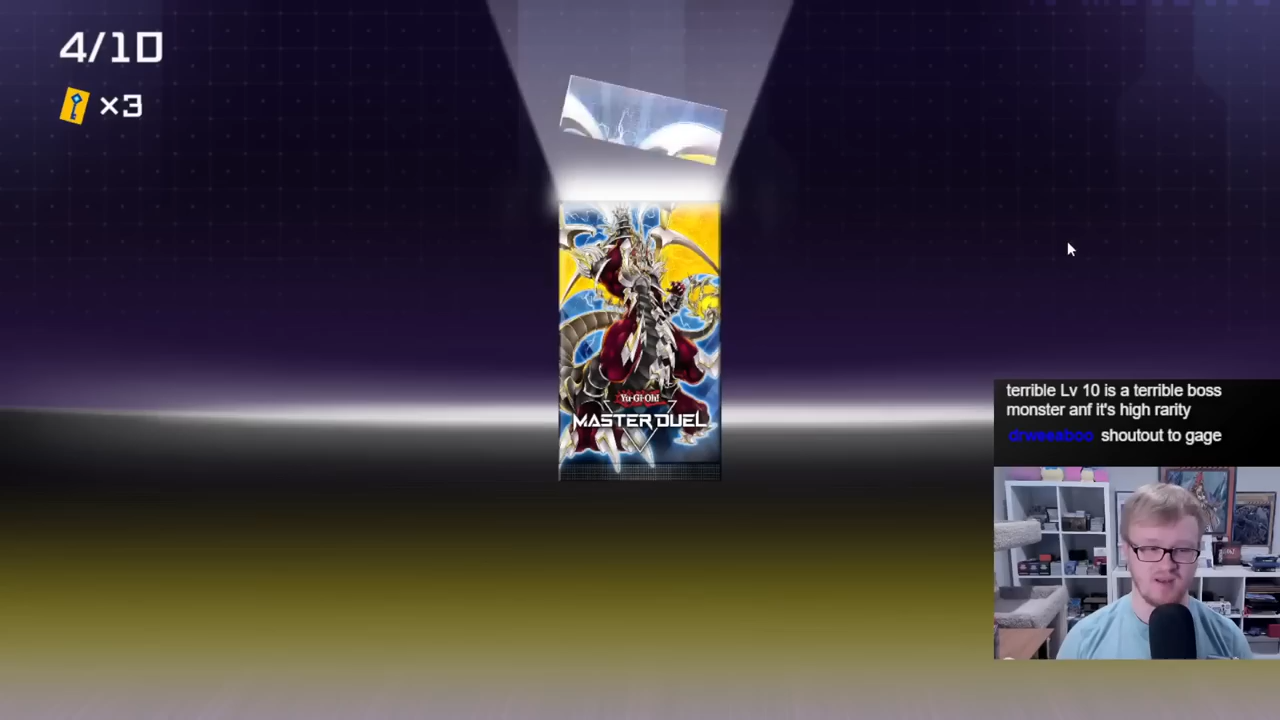 4/10
×3
Yu-Gi-Oh!
MASTER DUEL
terrible Lv 10 is a terrible boss
monster anf it's high rarity
drweeaboo shoutout to gage